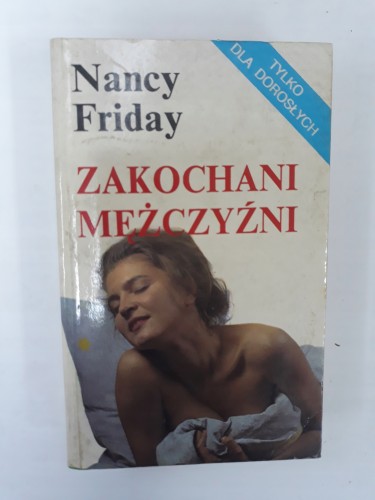 Nancy
Friday
TYLKO
DLA DOROSŁYCH
ZAKOCHANI
MĘŻCZYŹNI